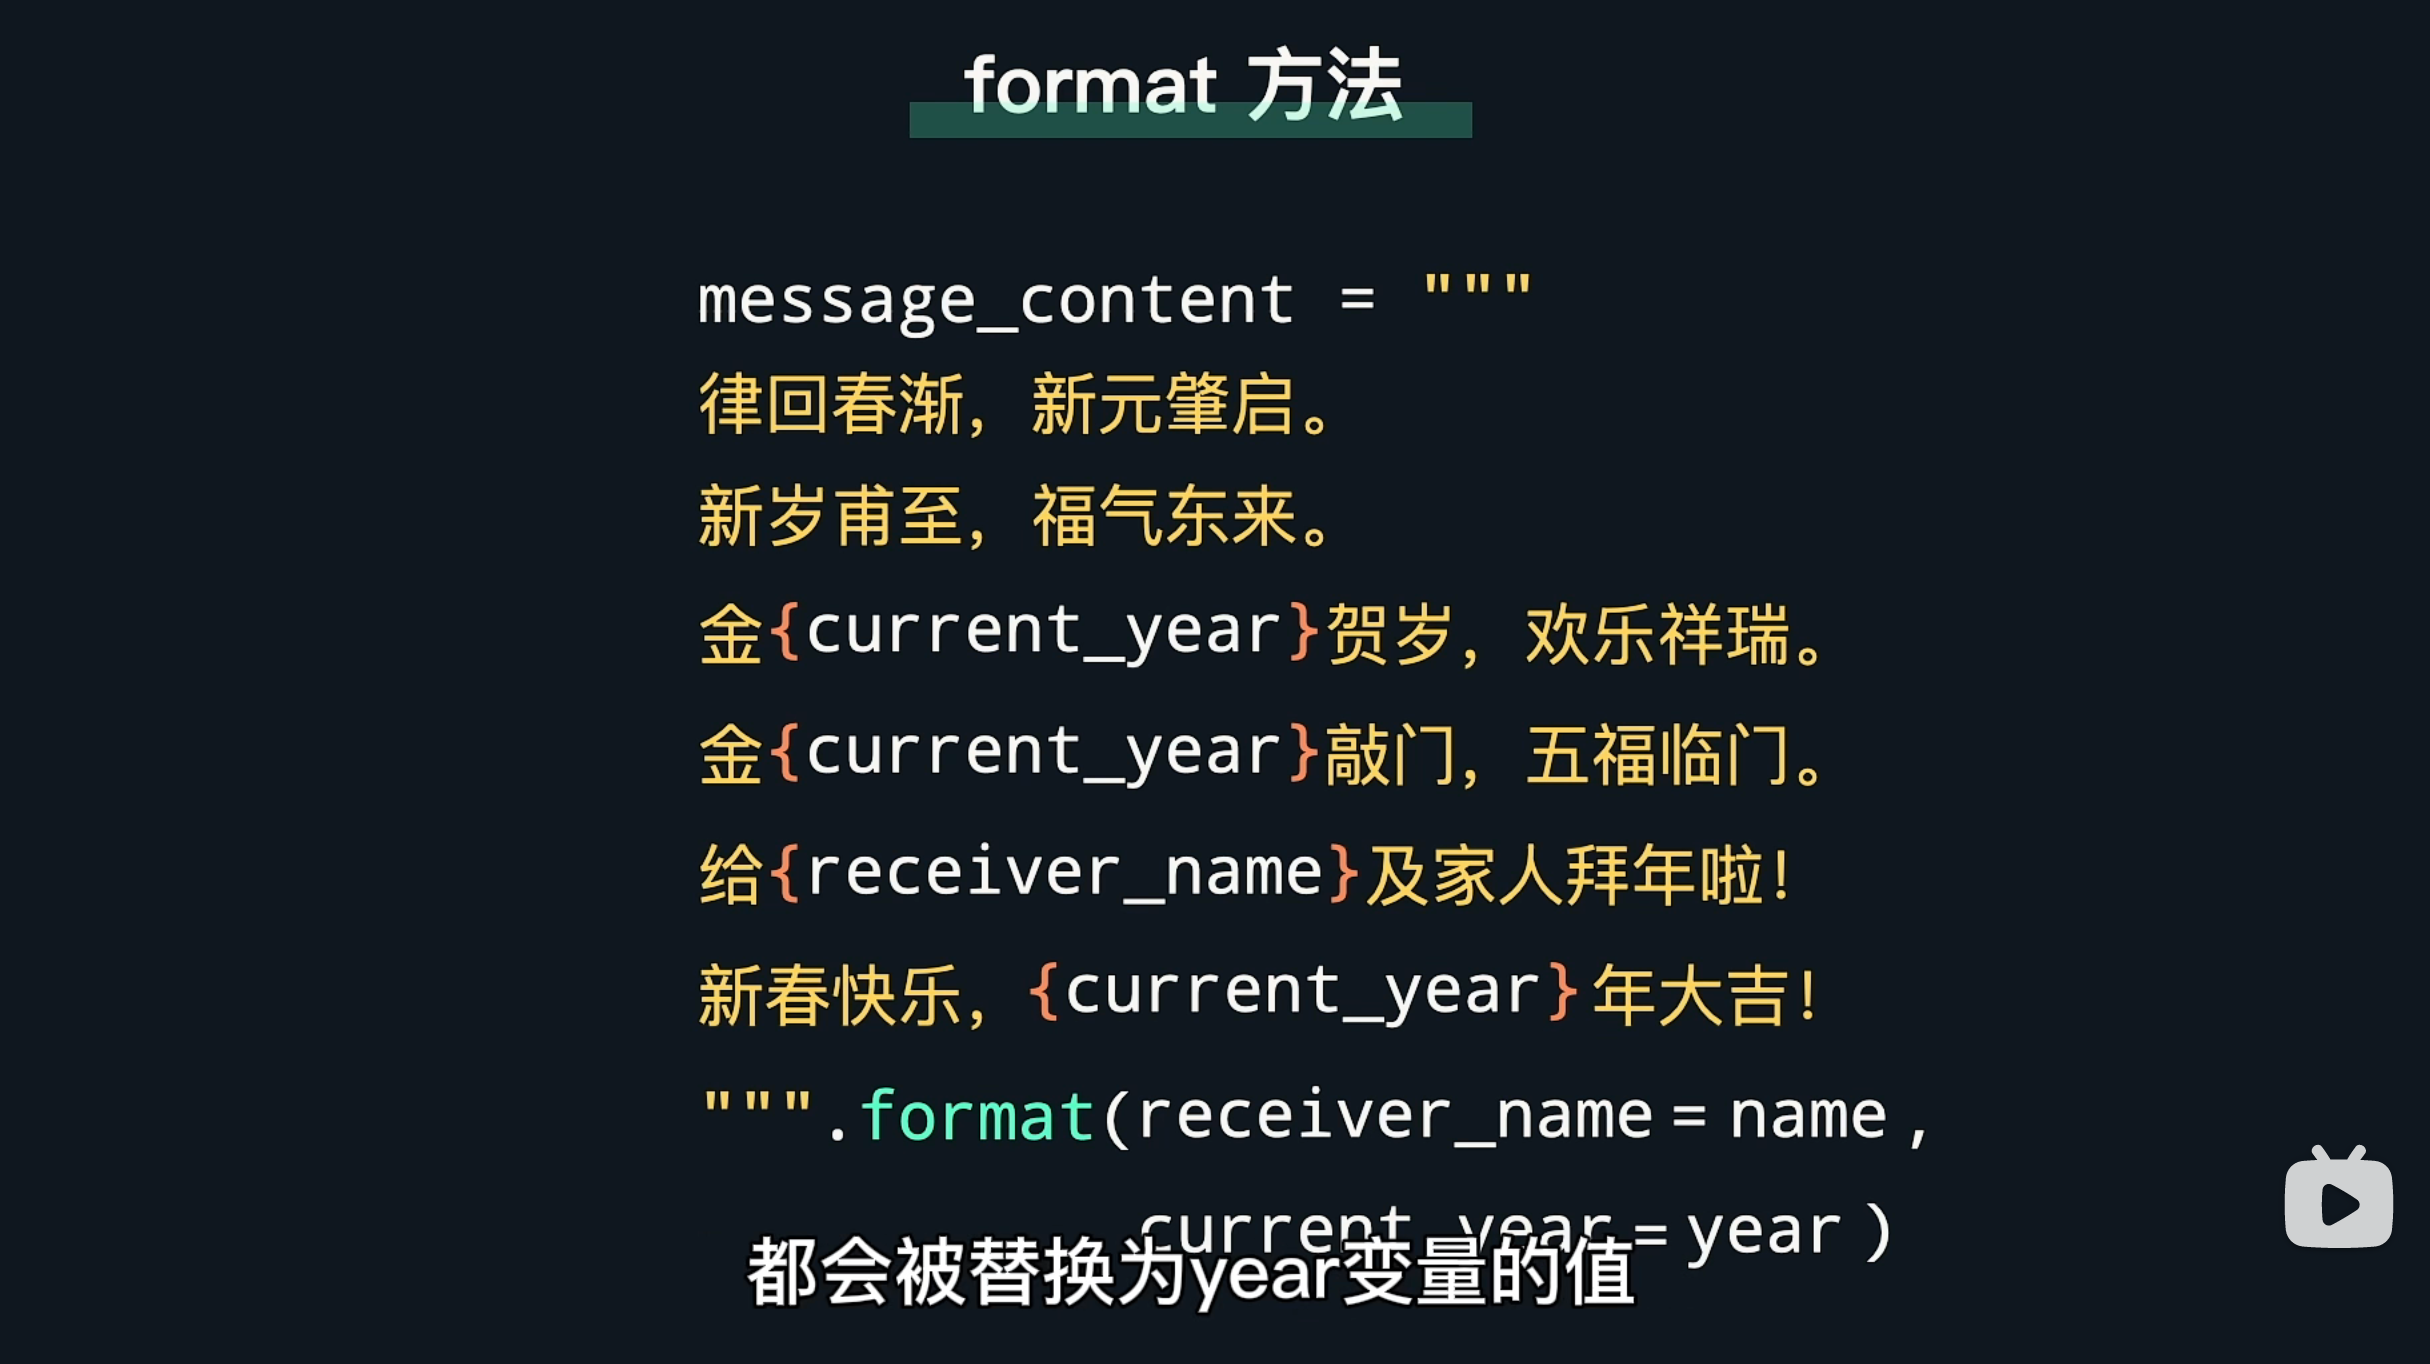 format 方法
message_content = """
律回春渐，新元肇启。
新岁甫至，福气东来。
金{current_year}贺岁，欢乐祥瑞。
金{current_year}敲门，五福临门。
给{receiver_name}及家人拜年啦！
新春快乐，{current_year}年大吉！
""".format(receiver_name=name,
current_year=year)
都会被替换为year变量的值